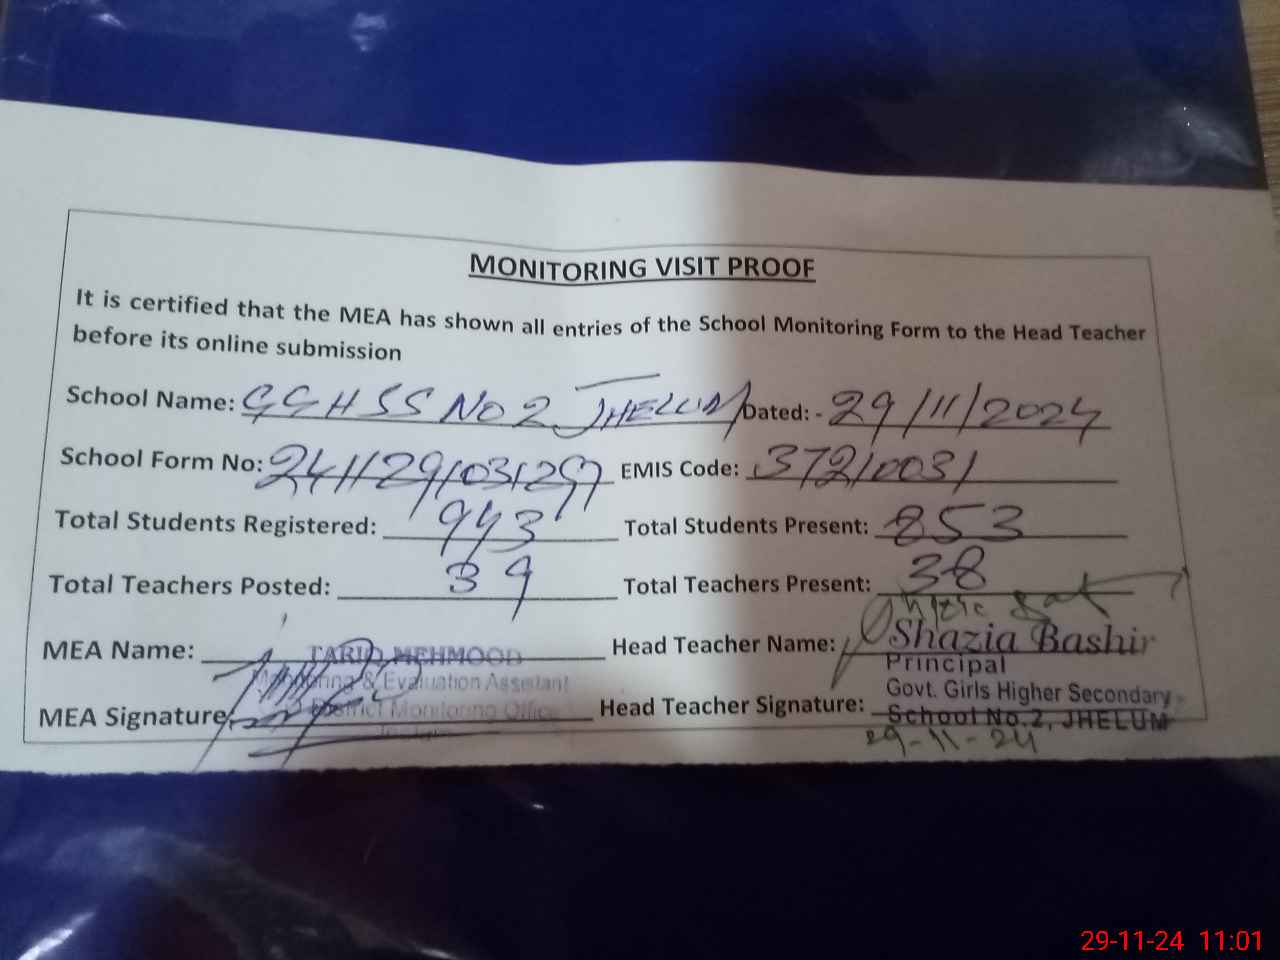 MONITORING VISIT PROOF
It is certified that the MEA has shown all entries of the School Monitoring Form to the Head Teacher
before its online submission
School Name: GGHSS NO 2 JHELUM Dated: - 29/11/2024
School Form No: EMIS Code: 37210031
Total Students Registered: 943 Total Students Present: 853
Total Teachers Posted: 39 Total Teachers Present: 38
MEA Name: TARIQ MEHMOOD Head Teacher Name: Shazia Bashir
Monitoring & Evaluation Assistant Principal
District Monitoring Office Govt. Girls Higher Secondary
MEA Signature: Head Teacher Signature: School No.2, JHELUM
29-11-24
29-11-24 11:01